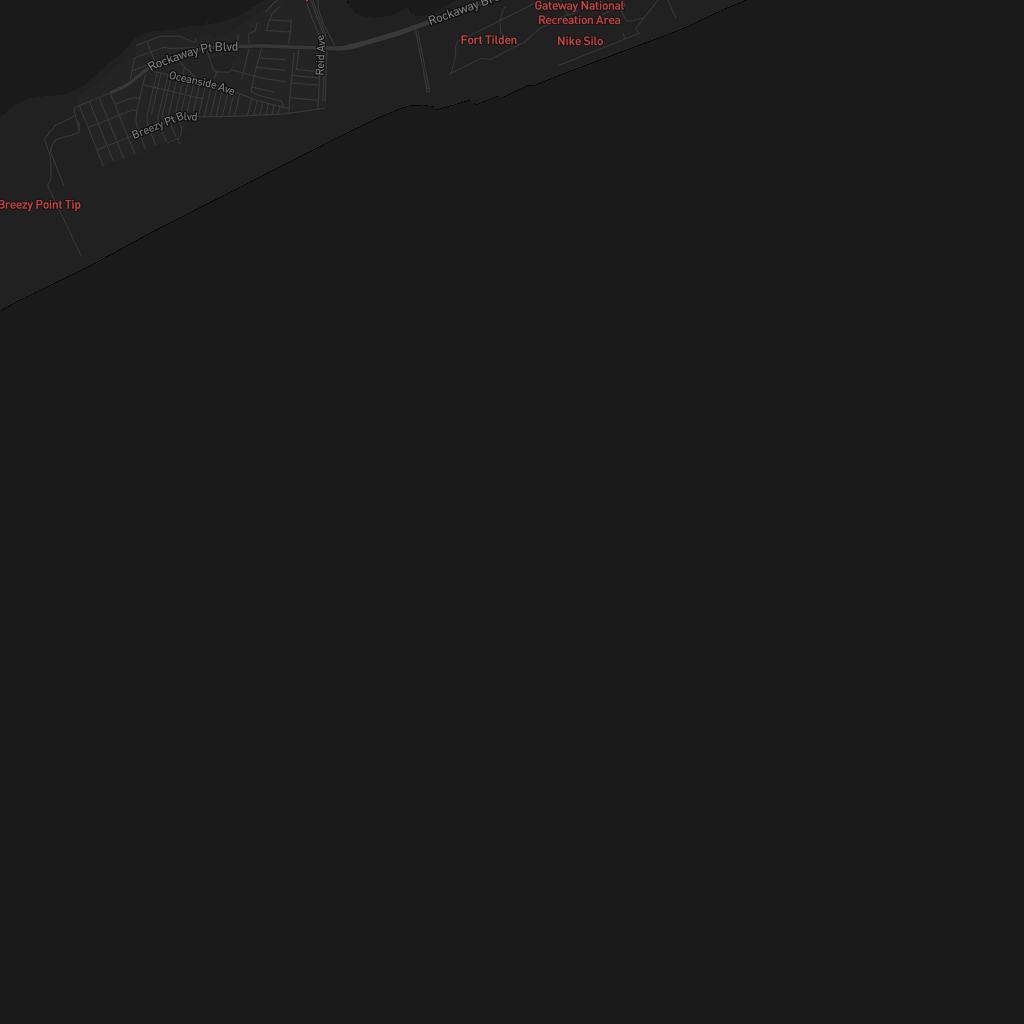 Gateway National
Recreation Area
Rockaway
Fort Tilden
Nike Silo
Rockaway Pt Blvd
Reid Ave
Oceanside Ave
Breezy Pt Blvd
Breezy Point Tip